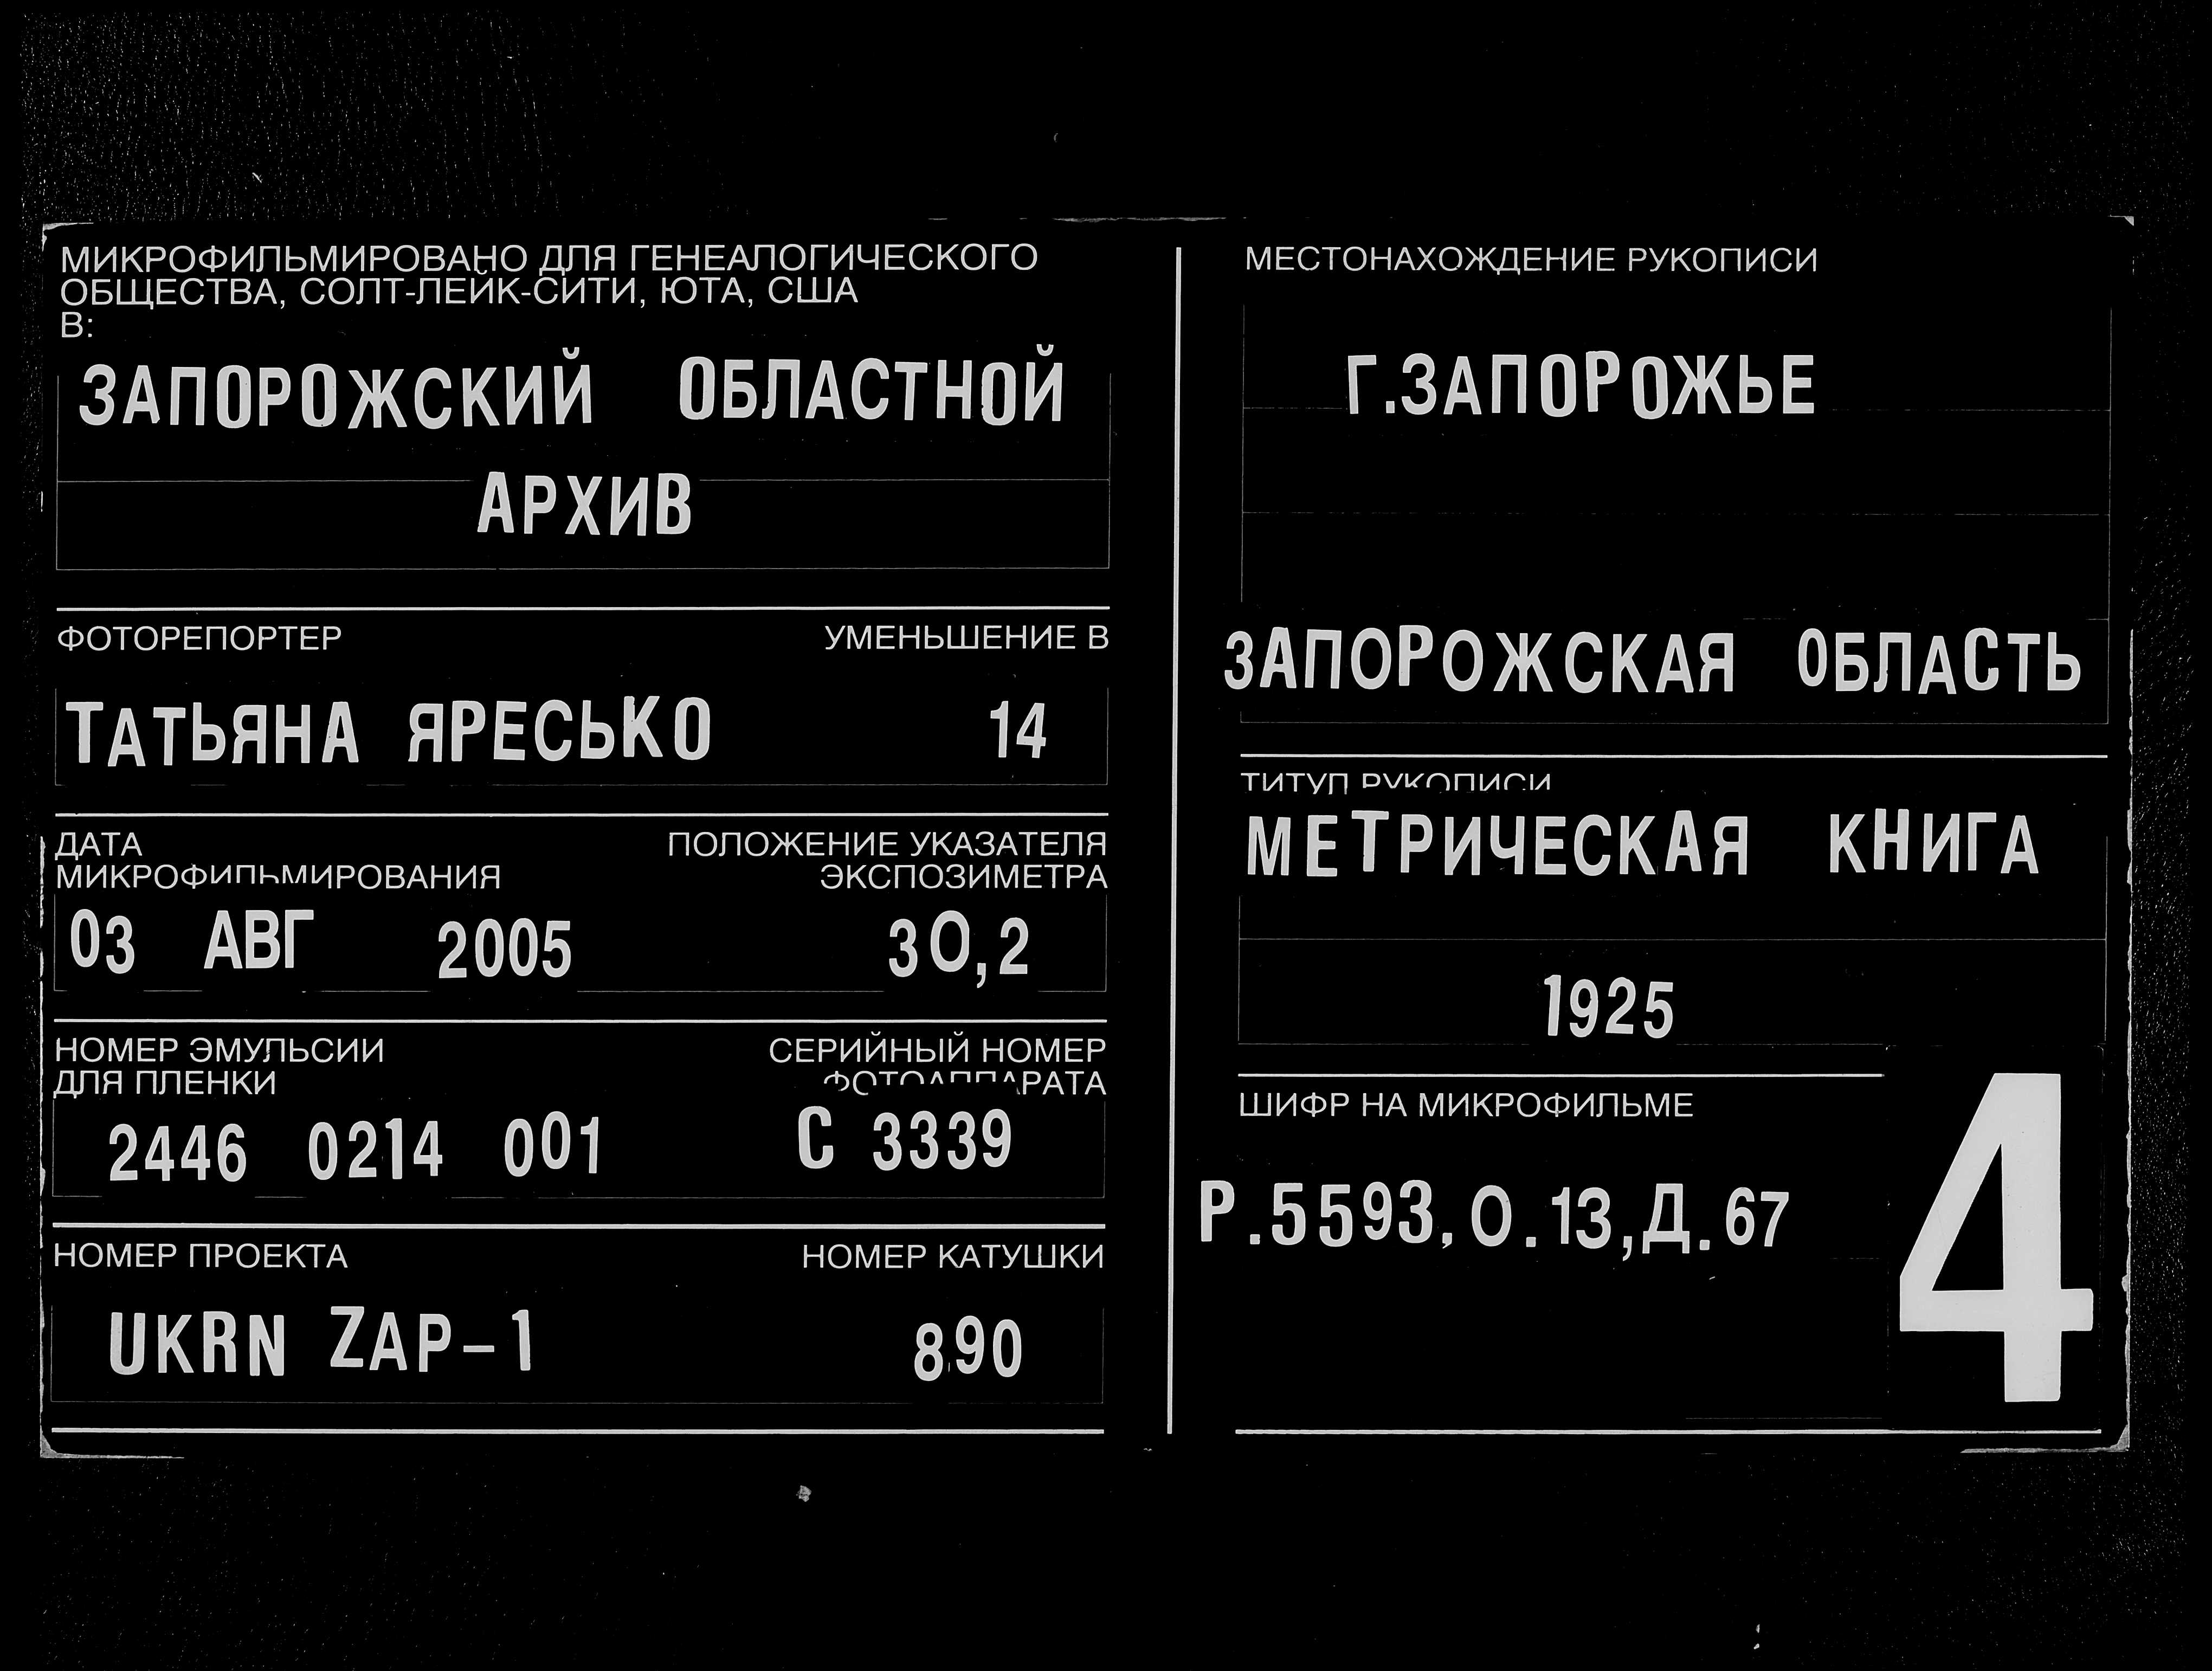 МИКРОФИЛЬМИРОВАНО ДЛЯ ГЕНЕАЛОГИЧЕСКОГО
ОБЩЕСТВА, СОЛТ-ЛЕЙК-СИТИ, ЮТА, США
В:
ЗАПОРОЖСКИЙ ОБЛАСТНОЙ
АРХИВ
ФОТОРЕПОРТЕР УМЕНЬШЕНИЕ В
ТАТЬЯНА ЯРЕСЬКО 14
ДАТА
МИКРОФИЛЬМИРОВАНИЯ
ПОЛОЖЕНИЕ УКАЗАТЕЛЯ
ЭКСПОЗИМЕТРА
03 АВГ 2005 30,2
НОМЕР ЭМУЛЬСИИ
ДЛЯ ПЛЕНКИ
СЕРИЙНЫЙ НОМЕР
ФОТОАППАРАТА
2446 0214 001 С 3339
НОМЕР ПРОЕКТА НОМЕР КАТУШКИ
UKRN ZAP-1 890
МЕСТОНАХОЖДЕНИЕ РУКОПИСИ
Г.ЗАПОРОЖЬЕ
ЗАПОРОЖСКАЯ ОБЛАСТЬ
ТИТУЛ РУКОПИСИ
МЕТРИЧЕСКАЯ КНИГА
1925
ШИФР НА МИКРОФИЛЬМЕ
Р.5593,О.13,Д.67
4